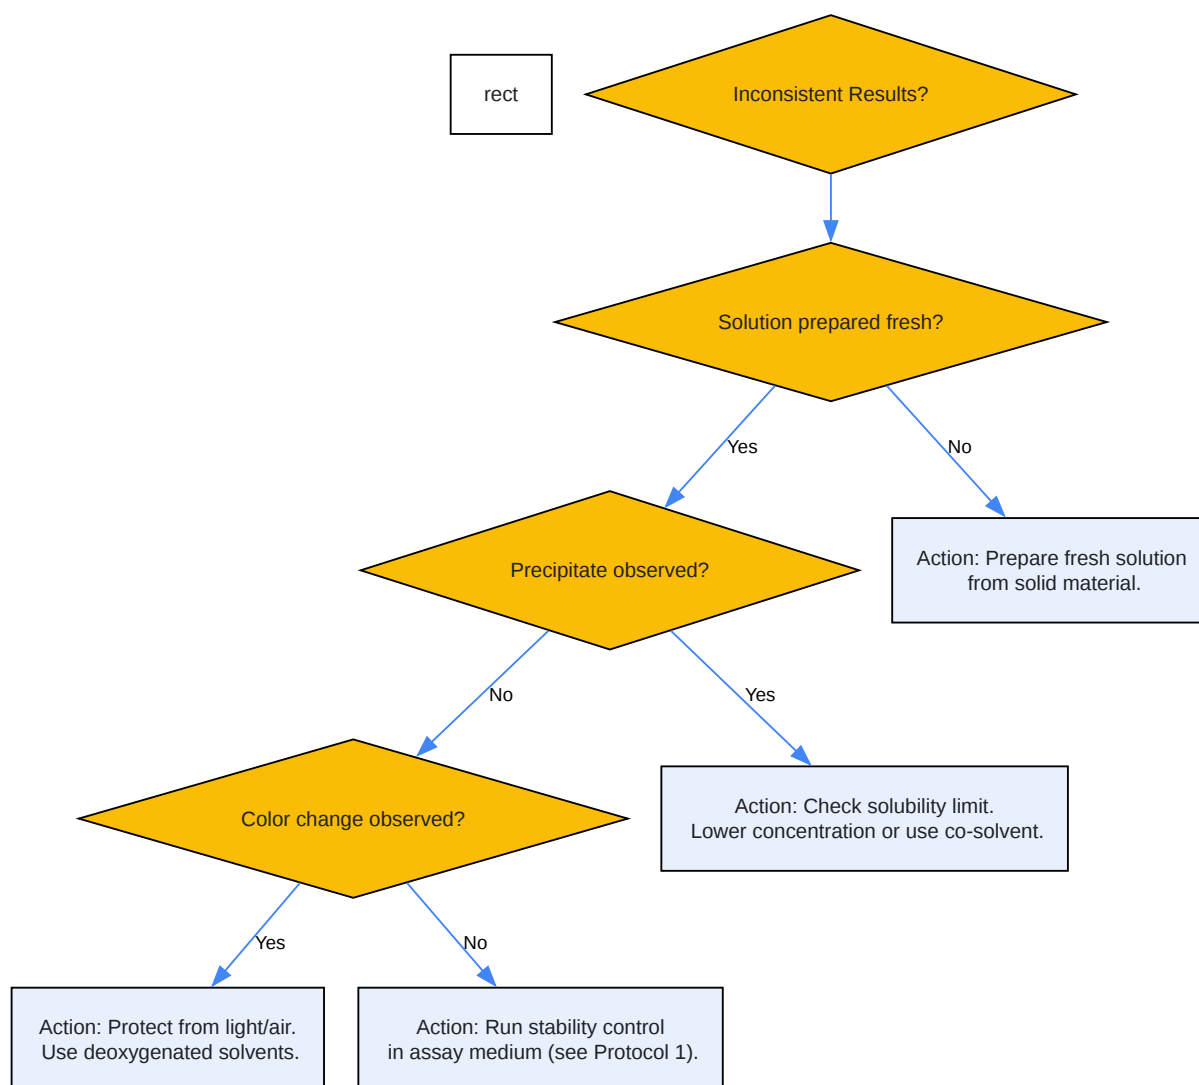 rect
Inconsistent Results?
Solution prepared fresh?
Yes
No
Precipitate observed?
Action: Prepare fresh solution
from solid material.
No
Yes
Color change observed?
Action: Check solubility limit.
Lower concentration or use co-solvent.
Yes
No
Action: Protect from light/air.
Use deoxygenated solvents.
Action: Run stability control
in assay medium (see Protocol 1).